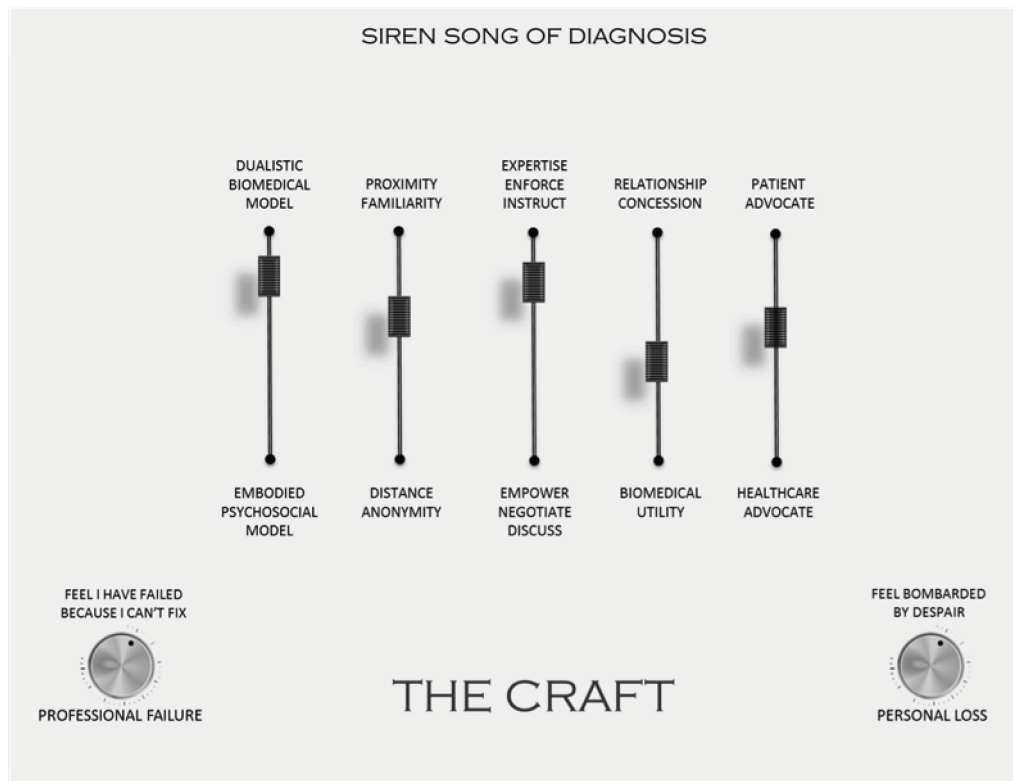 SIREN SONG OF DIAGNOSIS
DUALISTIC
BIOMEDICAL
MODEL
PROXIMITY
FAMILIARITY
EXPERTISE
ENFORCE
INSTRUCT
RELATIONSHIP
CONCESSION
PATIENT
ADVOCATE
EMBODIED
PSYCHOSOCIAL
MODEL
DISTANCE
ANONYMITY
EMPOWER
NEGOTIATE
DISCUSS
BIOMEDICAL
UTILITY
HEALTHCARE
ADVOCATE
FEEL I HAVE FAILED
BECAUSE I CAN'T FIX
PROFESSIONAL FAILURE
THE CRAFT
FEEL BOMBARDED
BY DESPAIR
PERSONAL LOSS